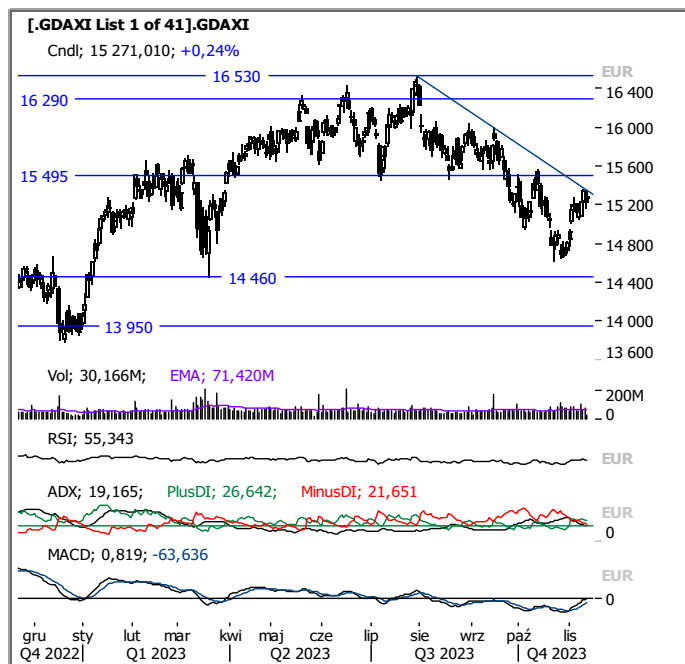 [.GDAXI List 1 of 41].GDAXI
Cndl; 15 271,010; +0,24%
EUR
16 530
16 400
16 290
16 000
15 600
15 495
15 200
14 800
14 460
14 400
14 000
13 950
13 600
Vol; 30,166M; EMA; 71,420M
200M
0
RSI; 55,343
EUR
ADX; 19,165; PlusDI; 26,642; MinusDI; 21,651
EUR
0
MACD; 0,819; -63,636
EUR
0
gru sty lut mar kwi maj cze lip sie wrz paź lis
Q4 2022 Q1 2023 Q2 2023 Q3 2023 Q4 2023